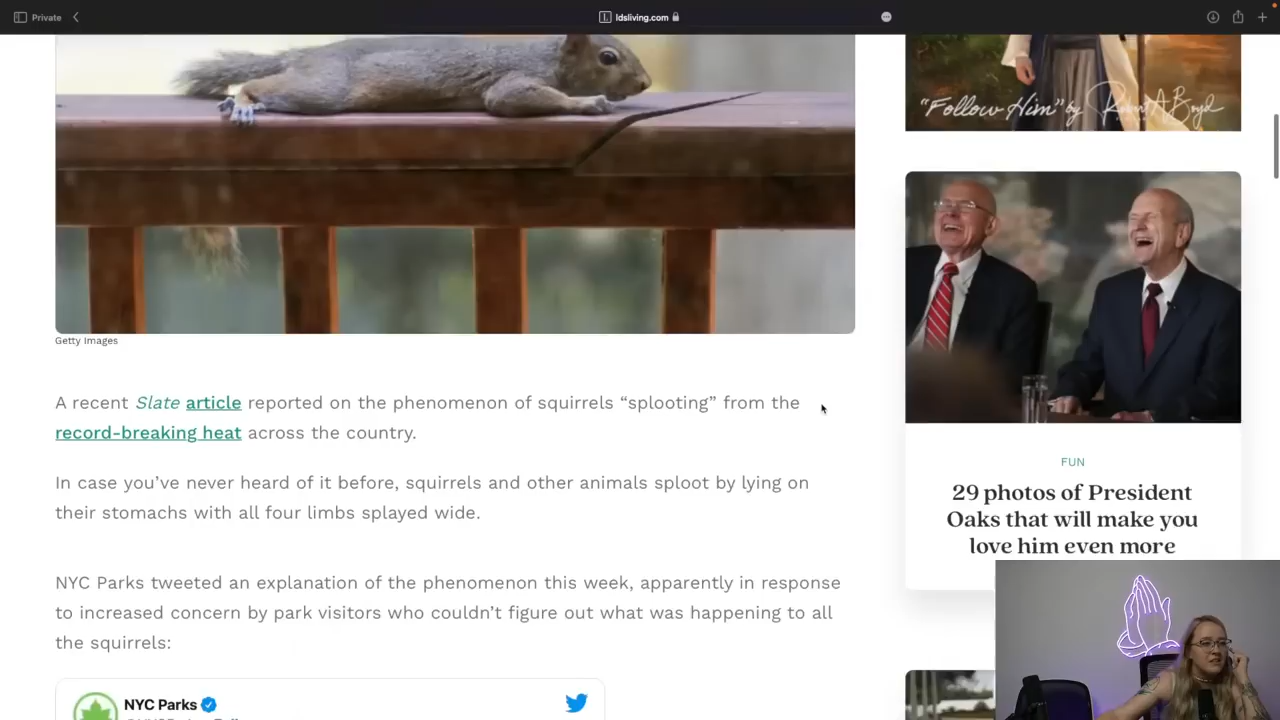 Private
ldsliving.com
"Follow Him" by Robert A Boyd
Getty Images
A recent Slate article reported on the phenomenon of squirrels “splooting” from the
record-breaking heat across the country.
In case you’ve never heard of it before, squirrels and other animals sploot by lying on
their stomachs with all four limbs splayed wide.
NYC Parks tweeted an explanation of the phenomenon this week, apparently in response
to increased concern by park visitors who couldn’t figure out what was happening to all
the squirrels:
NYC Parks
FUN
29 photos of President
Oaks that will make you
love him even more